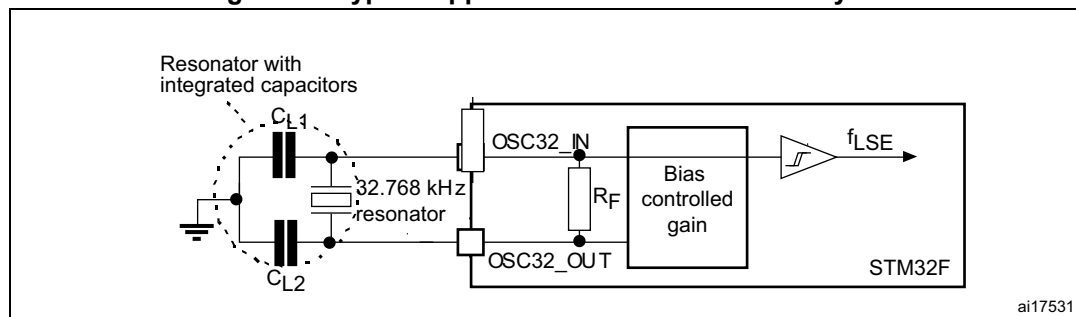 Resonator with
integrated capacitors
CL1
OSC32_IN
fLSE
32.768 kHz
resonator
RF
Bias
controlled
gain
OSC32_OUT
STM32F
CL2
ai17531